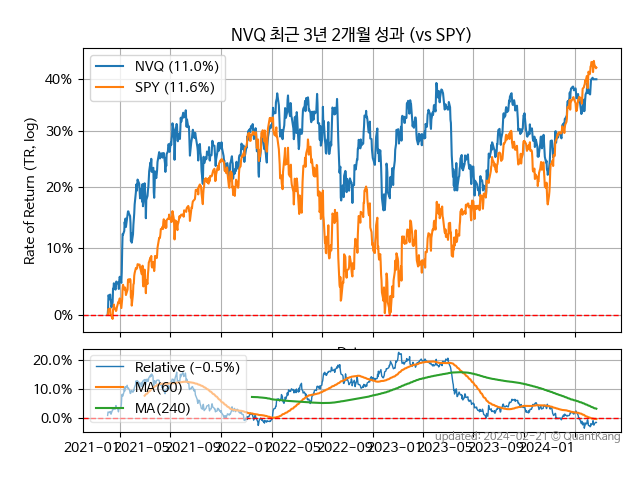 NVQ 최근 3년 2개월 성과 (vs SPY)
NVQ (11.0%)
SPY (11.6%)
Rate of Return (TR, log)
40%
30%
20%
10%
0%
Relative (−0.5%)
MA(60)
MA(240)
20.0%
10.0%
0.0%
2021-01 2021-05 2021-09 2022-01 2022-05 2022-09 2023-01 2023-05 2023-09 2024-01
updated: 2024-02-21 © QuantKang